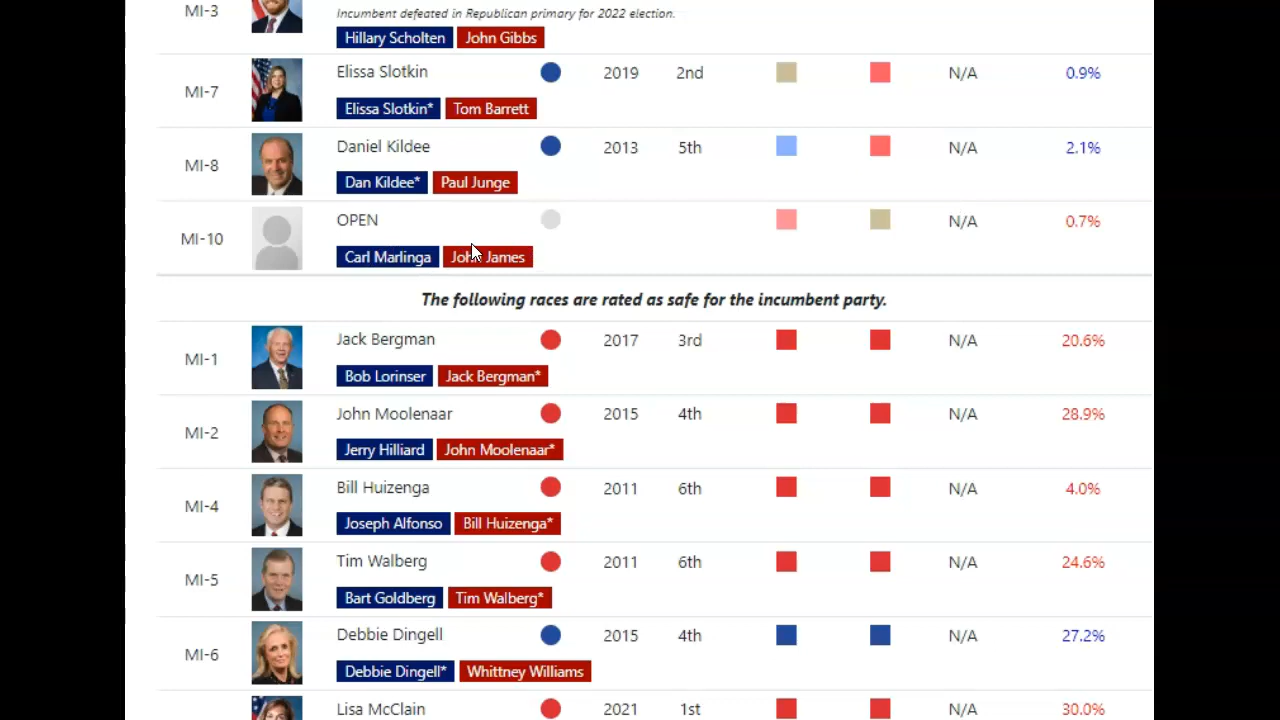 MI-3
Incumbent defeated in Republican primary for 2022 election.
Hillary Scholten John Gibbs
Elissa Slotkin 2019 2nd N/A 0.9%
MI-7
Elissa Slotkin* Tom Barrett
Daniel Kildee 2013 5th N/A 2.1%
MI-8
Dan Kildee* Paul Junge
OPEN N/A 0.7%
MI-10
Carl Marlinga John James
The following races are rated as safe for the incumbent party.
Jack Bergman 2017 3rd N/A 20.6%
MI-1
Bob Lorinser Jack Bergman*
John Moolenaar 2015 4th N/A 28.9%
MI-2
Jerry Hilliard John Moolenaar*
Bill Huizenga 2011 6th N/A 4.0%
MI-4
Joseph Alfonso Bill Huizenga*
Tim Walberg 2011 6th N/A 24.6%
MI-5
Bart Goldberg Tim Walberg*
Debbie Dingell 2015 4th N/A 27.2%
MI-6
Debbie Dingell* Whittney Williams
Lisa McClain 2021 1st N/A 30.0%